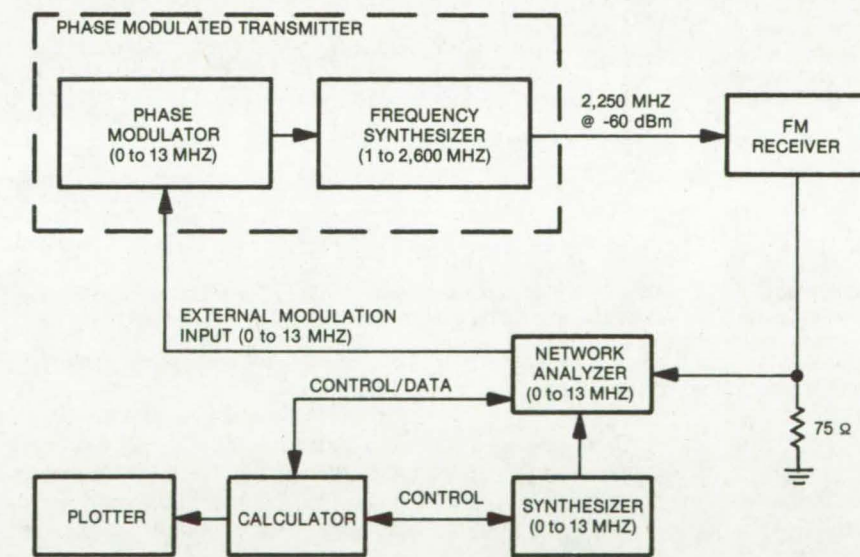 PHASE MODULATED TRANSMITTER
PHASE
MODULATOR
(0 to 13 MHZ)
FREQUENCY
SYNTHESIZER
(1 to 2,600 MHZ)
2,250 MHZ
@ -60 dBm
FM
RECEIVER
EXTERNAL MODULATION
INPUT (0 to 13 MHZ)
NETWORK
ANALYZER
(0 to 13 MHZ)
CONTROL/DATA
75 Ω
PLOTTER
CALCULATOR
CONTROL
SYNTHESIZER
(0 to 13 MHZ)